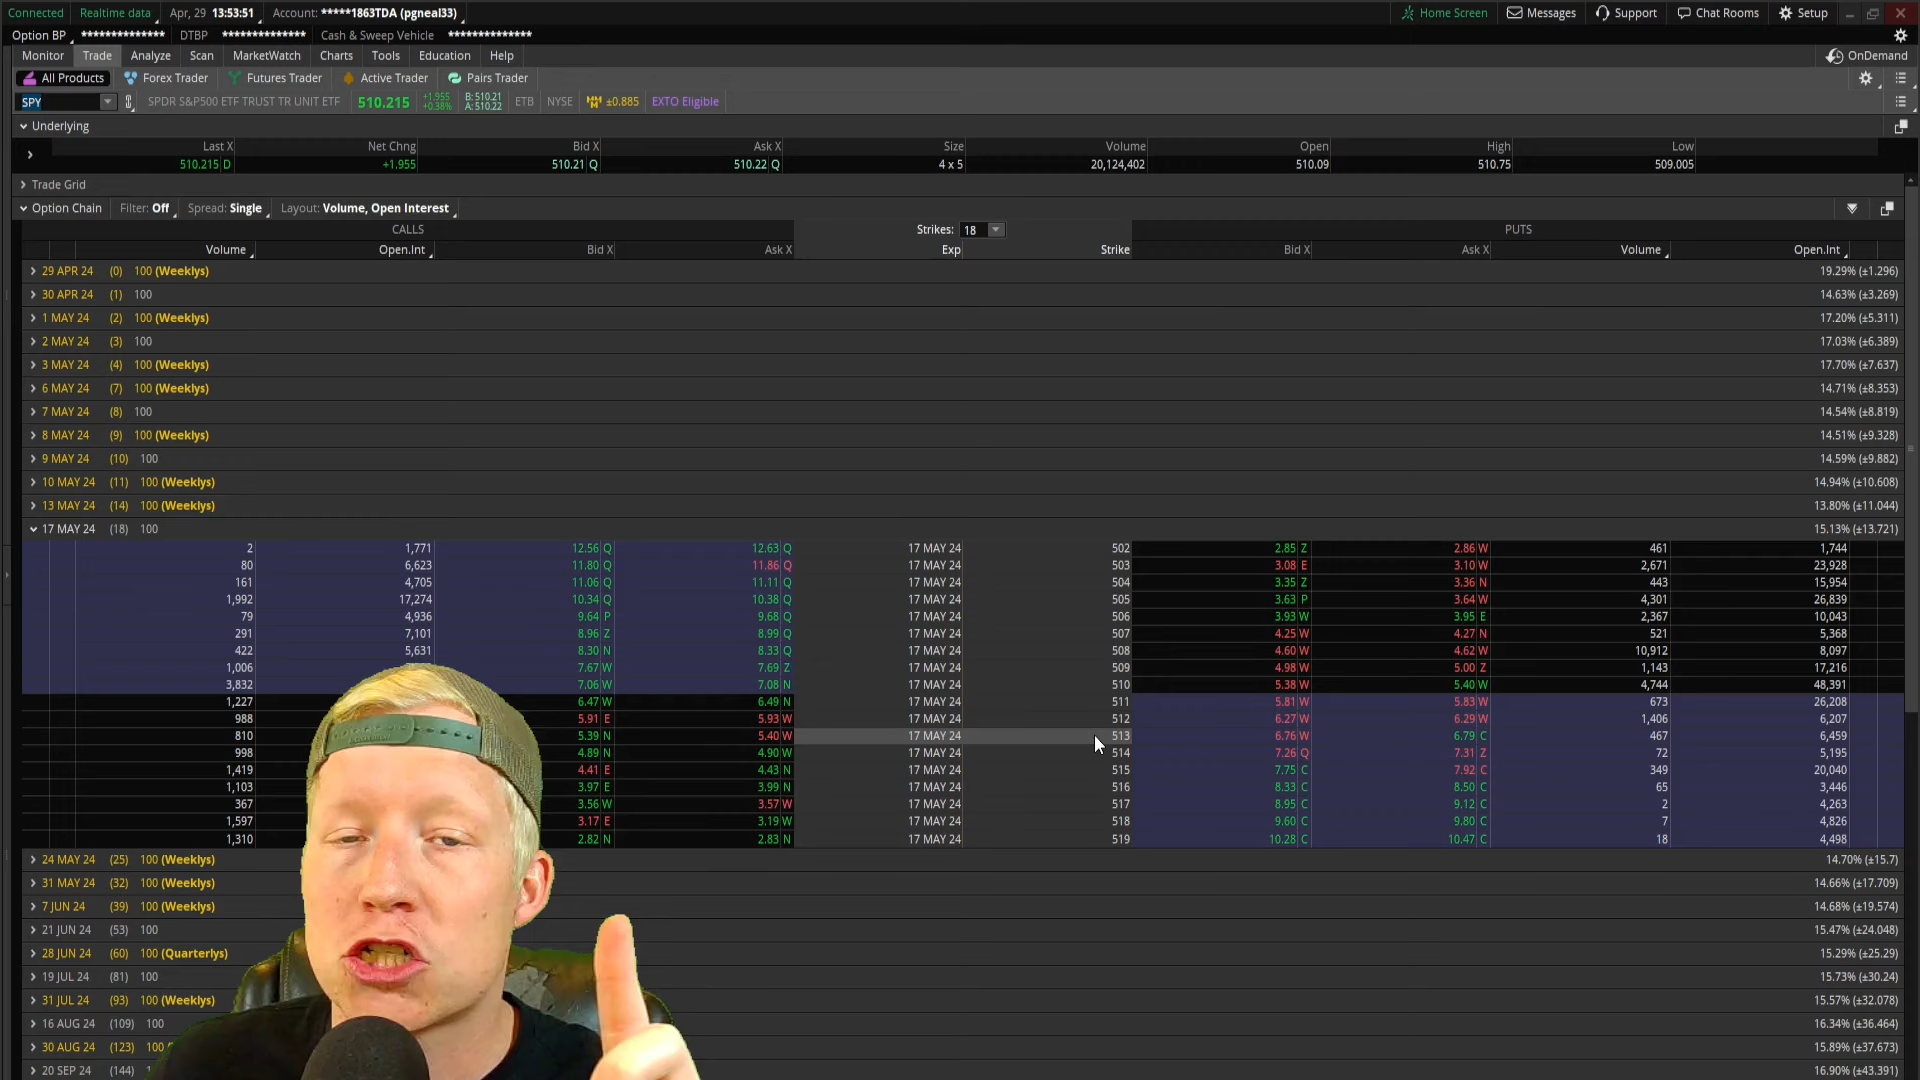 Connected Realtime data Apr, 29 13:53:51 Account: *****1863TDA (pgneal33) Home Screen Messages Support Chat Rooms Setup
Option BP ************** DTBP ************** Cash & Sweep Vehicle **************
Monitor Trade Analyze Scan MarketWatch Charts Tools Education Help OnDemand
All Products Forex Trader Futures Trader Active Trader Pairs Trader
SPY SPDR S&P500 ETF TRUST TR UNIT ETF 510.215 +1.955 +0.38% B: 510.21 A: 510.22 ETB NYSE ±0.885 EXTO Eligible
Underlying
Last X Net Chng Bid X Ask X Size Volume Open High Low
510.215 D +1.955 510.21 Q 510.22 Q 4 x 5 20,124,402 510.09 510.75 509.005
Trade Grid
Option Chain Filter: Off Spread: Single Layout: Volume, Open Interest
CALLS Strikes: 18 PUTS
Volume Open.Int Bid X Ask X Exp Strike Bid X Ask X Volume Open.Int
29 APR 24 (0) 100 (Weeklys) 19.29% (±1.296)
30 APR 24 (1) 100 14.63% (±3.269)
1 MAY 24 (2) 100 (Weeklys) 17.20% (±5.311)
2 MAY 24 (3) 100 17.03% (±6.389)
3 MAY 24 (4) 100 (Weeklys) 17.70% (±7.637)
6 MAY 24 (7) 100 (Weeklys) 14.71% (±8.353)
7 MAY 24 (8) 100 14.54% (±8.819)
8 MAY 24 (9) 100 (Weeklys) 14.51% (±9.328)
9 MAY 24 (10) 100 14.59% (±9.882)
10 MAY 24 (11) 100 (Weeklys) 14.94% (±10.608)
13 MAY 24 (14) 100 (Weeklys) 13.80% (±11.044)
17 MAY 24 (18) 100 15.13% (±13.721)
2 1,771 12.56 Q 12.63 Q 17 MAY 24 502 2.85 Z 2.86 W 461 1,744
80 6,623 11.80 Q 11.86 Q 17 MAY 24 503 3.08 E 3.10 W 2,671 23,928
161 4,705 11.06 Q 11.11 Q 17 MAY 24 504 3.35 Z 3.36 N 443 15,954
1,992 17,274 10.34 Q 10.38 Q 17 MAY 24 505 3.63 P 3.64 W 4,301 26,839
79 4,936 9.64 P 9.68 Q 17 MAY 24 506 3.93 W 3.95 E 2,367 10,043
291 7,101 8.96 Z 8.99 Q 17 MAY 24 507 4.25 W 4.27 N 521 5,368
422 5,631 8.30 N 8.33 Q 17 MAY 24 508 4.60 W 4.62 W 10,912 8,097
1,006 7.67 W 7.69 Z 17 MAY 24 509 4.98 W 5.00 Z 1,143 17,216
3,832 7.06 W 7.08 N 17 MAY 24 510 5.38 W 5.40 W 4,744 48,391
1,227 6.47 W 6.49 N 17 MAY 24 511 5.81 W 5.83 W 673 26,208
988 5.91 E 5.93 W 17 MAY 24 512 6.27 W 6.29 W 1,406 6,207
810 5.39 N 5.40 W 17 MAY 24 513 6.76 W 6.79 C 467 6,459
998 4.89 N 4.90 W 17 MAY 24 514 7.26 Q 7.31 Z 72 5,195
1,419 4.41 E 4.43 N 17 MAY 24 515 7.75 C 7.92 C 349 20,040
1,103 3.97 E 3.99 N 17 MAY 24 516 8.33 C 8.50 C 65 3,446
367 3.56 W 3.57 W 17 MAY 24 517 8.95 C 9.12 C 2 4,263
1,597 3.17 E 3.19 W 17 MAY 24 518 9.60 C 9.80 C 7 4,826
1,310 2.82 N 2.83 N 17 MAY 24 519 10.28 C 10.47 C 18 4,498
24 MAY 24 (25) 100 (Weeklys) 14.70% (±15.7)
31 MAY 24 (32) 100 (Weeklys) 14.66% (±17.709)
7 JUN 24 (39) 100 (Weeklys) 14.68% (±19.574)
21 JUN 24 (53) 100 15.47% (±24.048)
28 JUN 24 (60) 100 (Quarterlys) 15.29% (±25.29)
19 JUL 24 (81) 100 15.73% (±30.24)
31 JUL 24 (93) 100 (Weeklys) 15.57% (±32.078)
16 AUG 24 (109) 100 16.34% (±36.464)
30 AUG 24 (123) 100 15.89% (±37.673)
20 SEP 24 (144) 100 16.90% (±43.391)